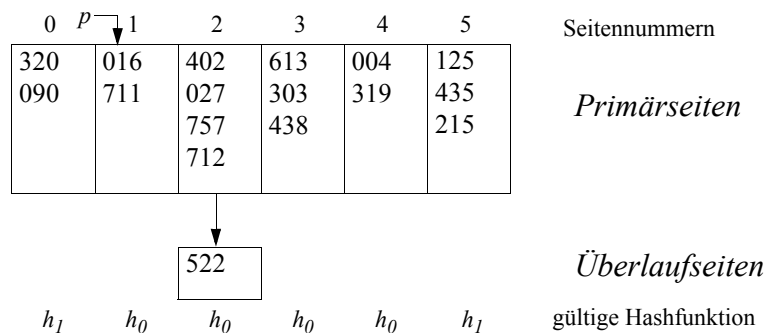 0 p 1 2 3 4 5 Seitennummern
320 016 402 613 004 125
090 711 027 303 319 435
757 438 215
712
Primärseiten
522
Überlaufseiten
h1 h0 h0 h0 h0 h1 gültige Hashfunktion